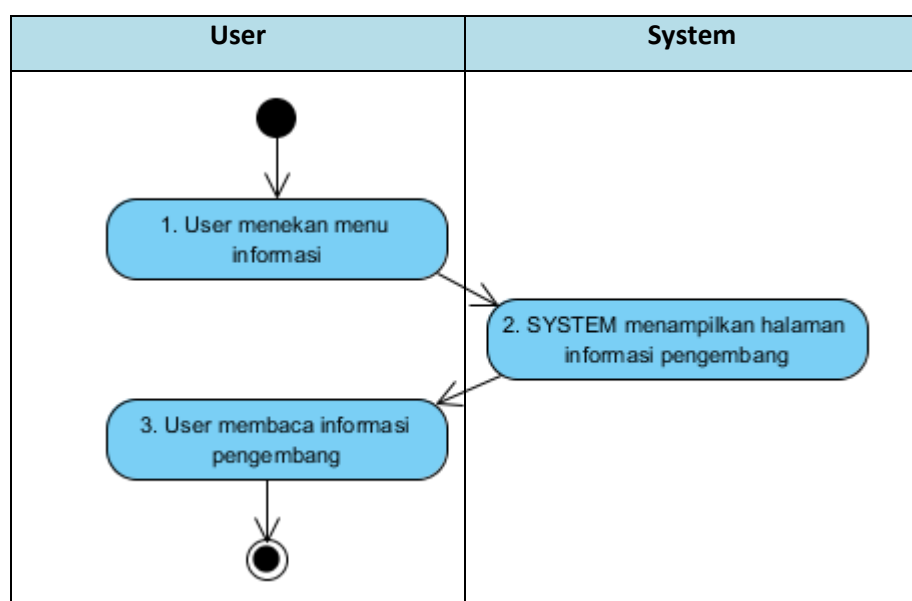 User
System
1. User menekan menu
informasi
2. SYSTEM menampilkan halaman
informasi pengembang
3. User membaca informasi
pengembang